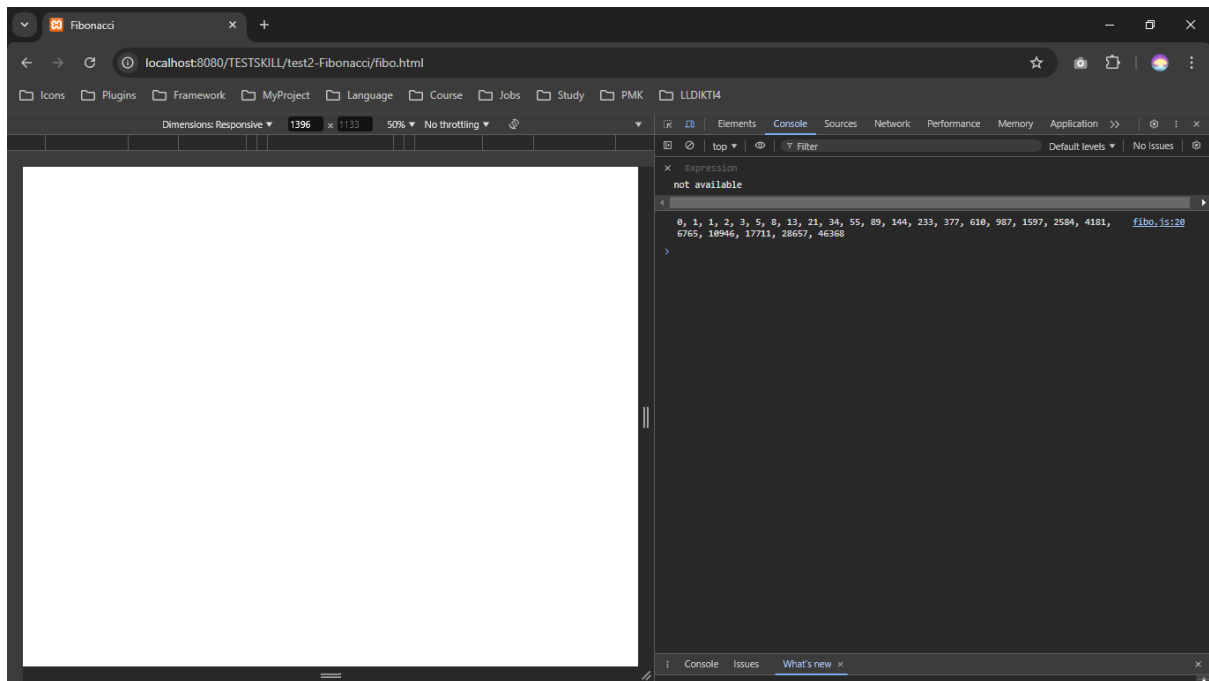 Fibonacci
localhost:8080/TESTSKILL/test2-Fibonacci/fibo.html
Icons Plugins Framework MyProject Language Course Jobs Study PMK LLDIKTI4
Dimensions: Responsive ▼ 1396 × 1133 50% ▼ No throttling ▼
Elements Console Sources Network Performance Memory Application >>
top ▼ Filter Default levels ▼ No Issues
Expression
not available
0, 1, 1, 2, 3, 5, 8, 13, 21, 34, 55, 89, 144, 233, 377, 610, 987, 1597, 2584, 4181, fibo.js:20
6765, 10946, 17711, 28657, 46368
Console Issues What's new ×